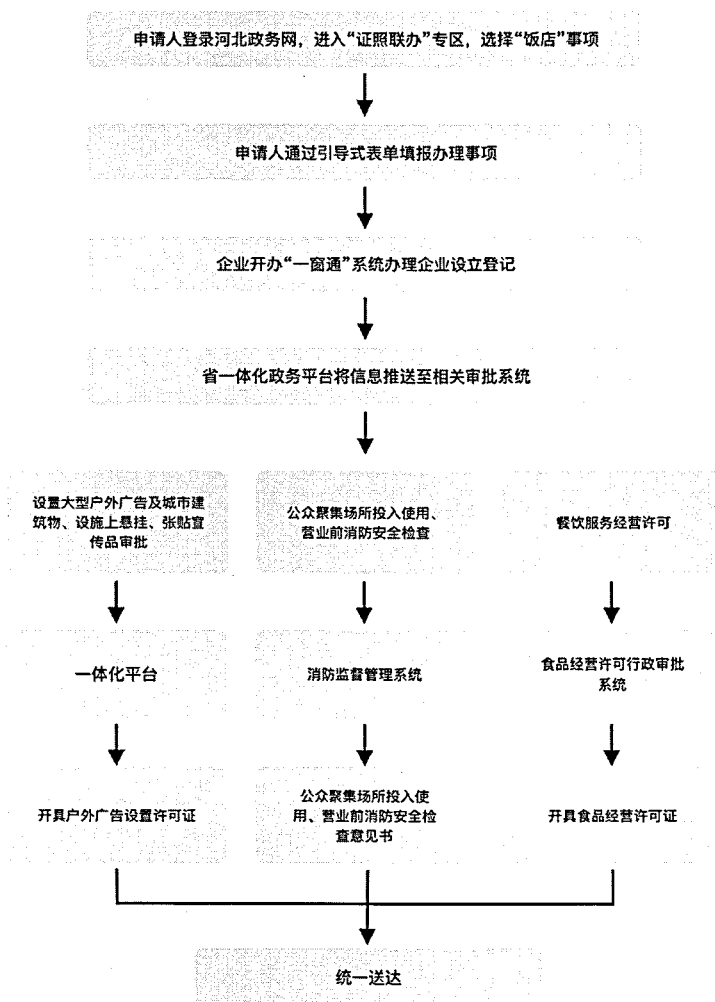 申请人登录河北政务网，进入“证照联办”专区，选择“饭店”事项
申请人通过引导式表单填报办理事项
企业开办“一窗通”系统办理企业设立登记
省一体化政务平台将信息推送至相关审批系统
设置大型户外广告及城市建
筑物、设施上悬挂、张贴宣
传品审批
公众聚集场所投入使用、
营业前消防安全检查
餐饮服务经营许可
一体化平台
消防监督管理系统
食品经营许可行政审批
系统
开具户外广告设置许可证
公众聚集场所投入使
用、营业前消防安全检
查意见书
开具食品经营许可证
统一送达